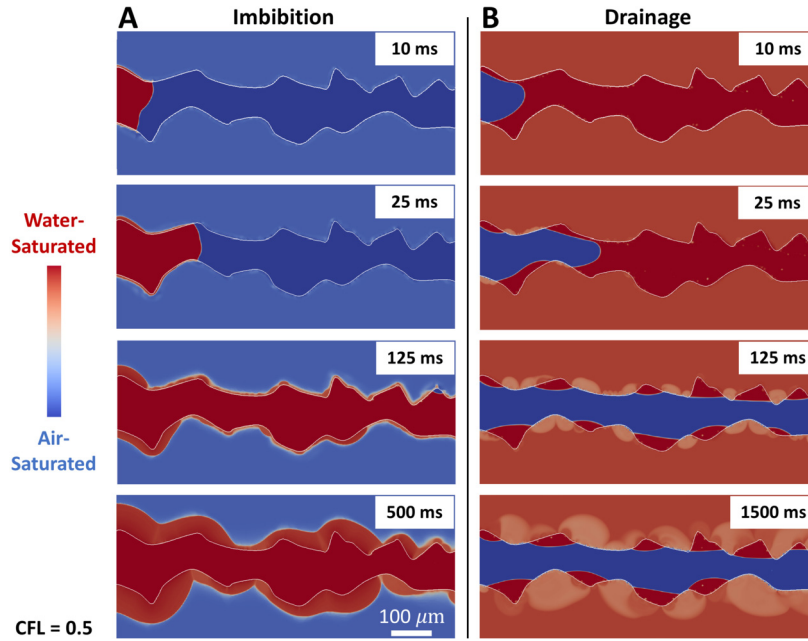 A
Imbibition
B
Drainage
10 ms
10 ms
25 ms
25 ms
Water-
Saturated
Air-
Saturated
125 ms
125 ms
500 ms
1500 ms
CFL = 0.5
100 μm